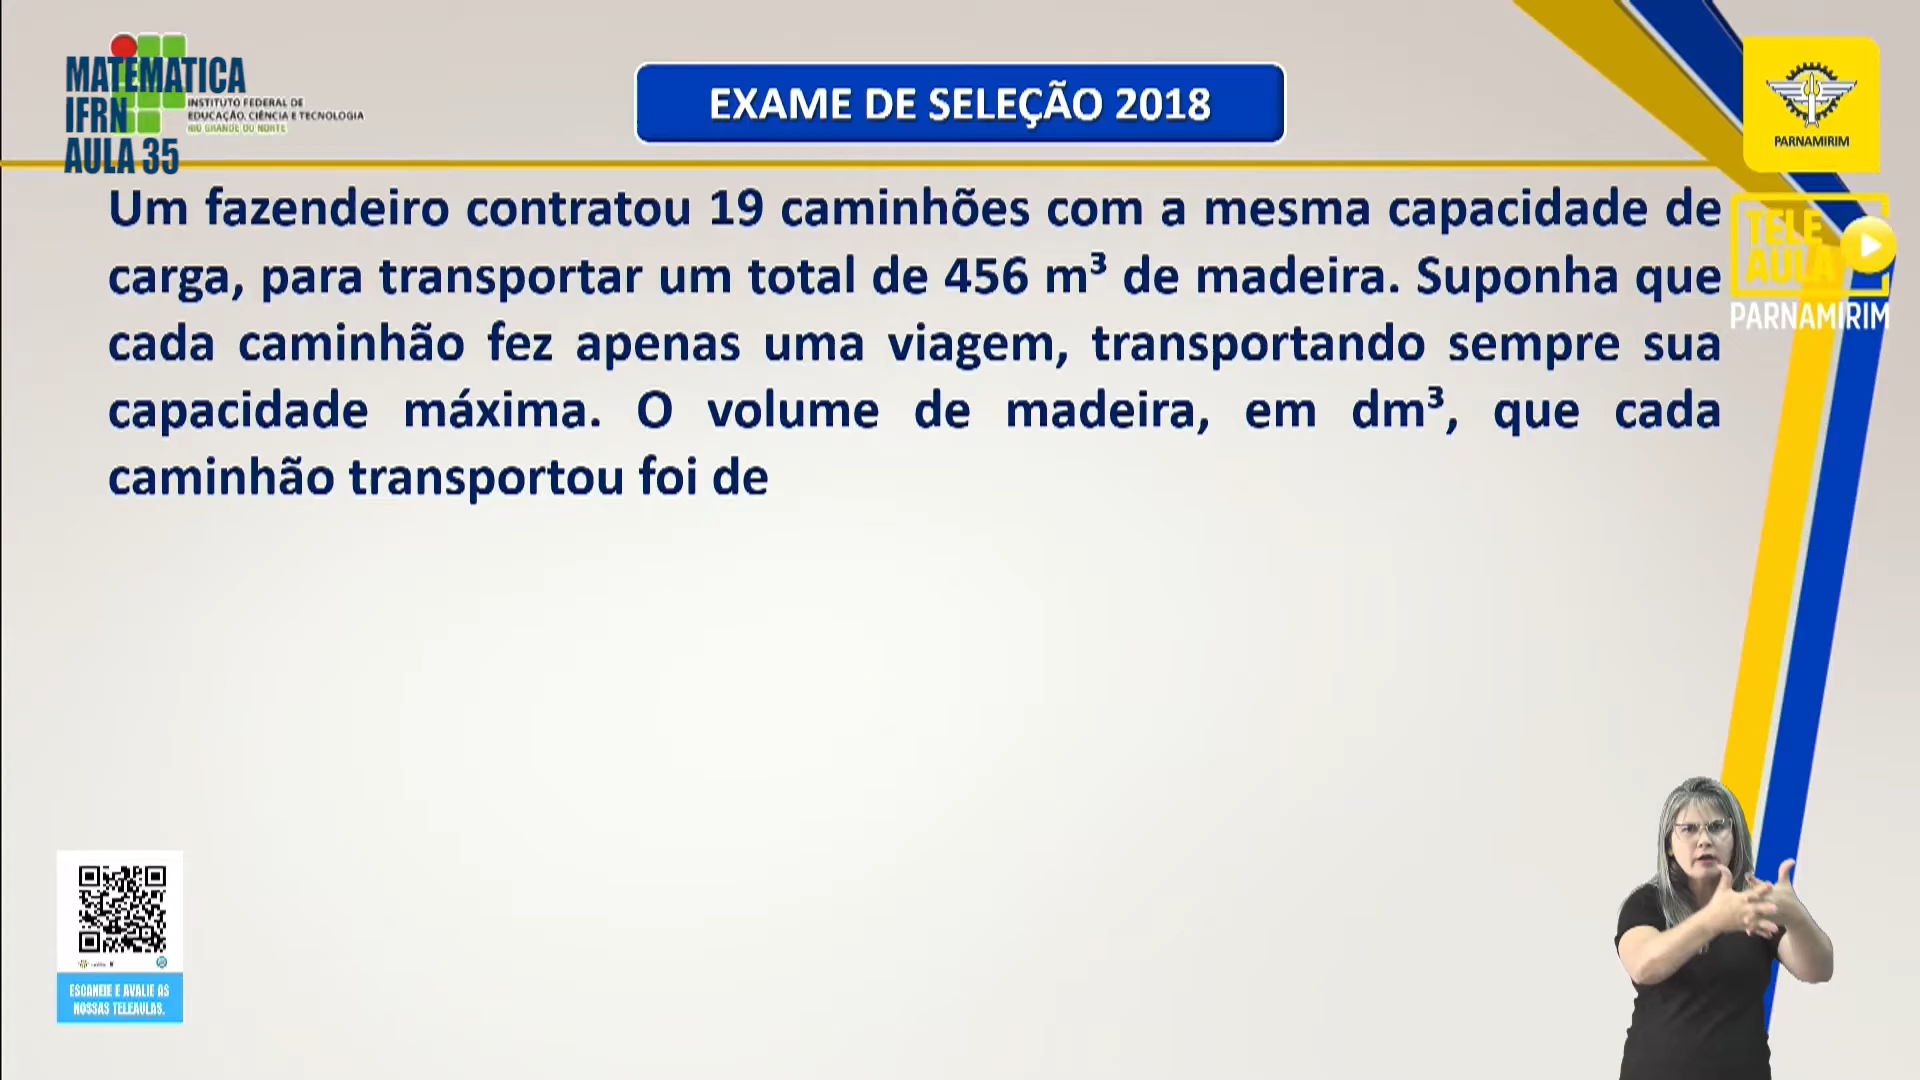 MATEMATICA
IFRN
AULA 35
INSTITUTO FEDERAL DE
EDUCAÇÃO, CIÊNCIA E TECNOLOGIA
RIO GRANDE DO NORTE
EXAME DE SELEÇÃO 2018
PARNAMIRIM
TELE
AULA
PARNAMIRIM
Um fazendeiro contratou 19 caminhões com a mesma capacidade de
carga, para transportar um total de 456 m³ de madeira. Suponha que
cada caminhão fez apenas uma viagem, transportando sempre sua
capacidade máxima. O volume de madeira, em dm³, que cada
caminhão transportou foi de
ESCANEIE E AVALIE AS
NOSSAS TELEAULAS.